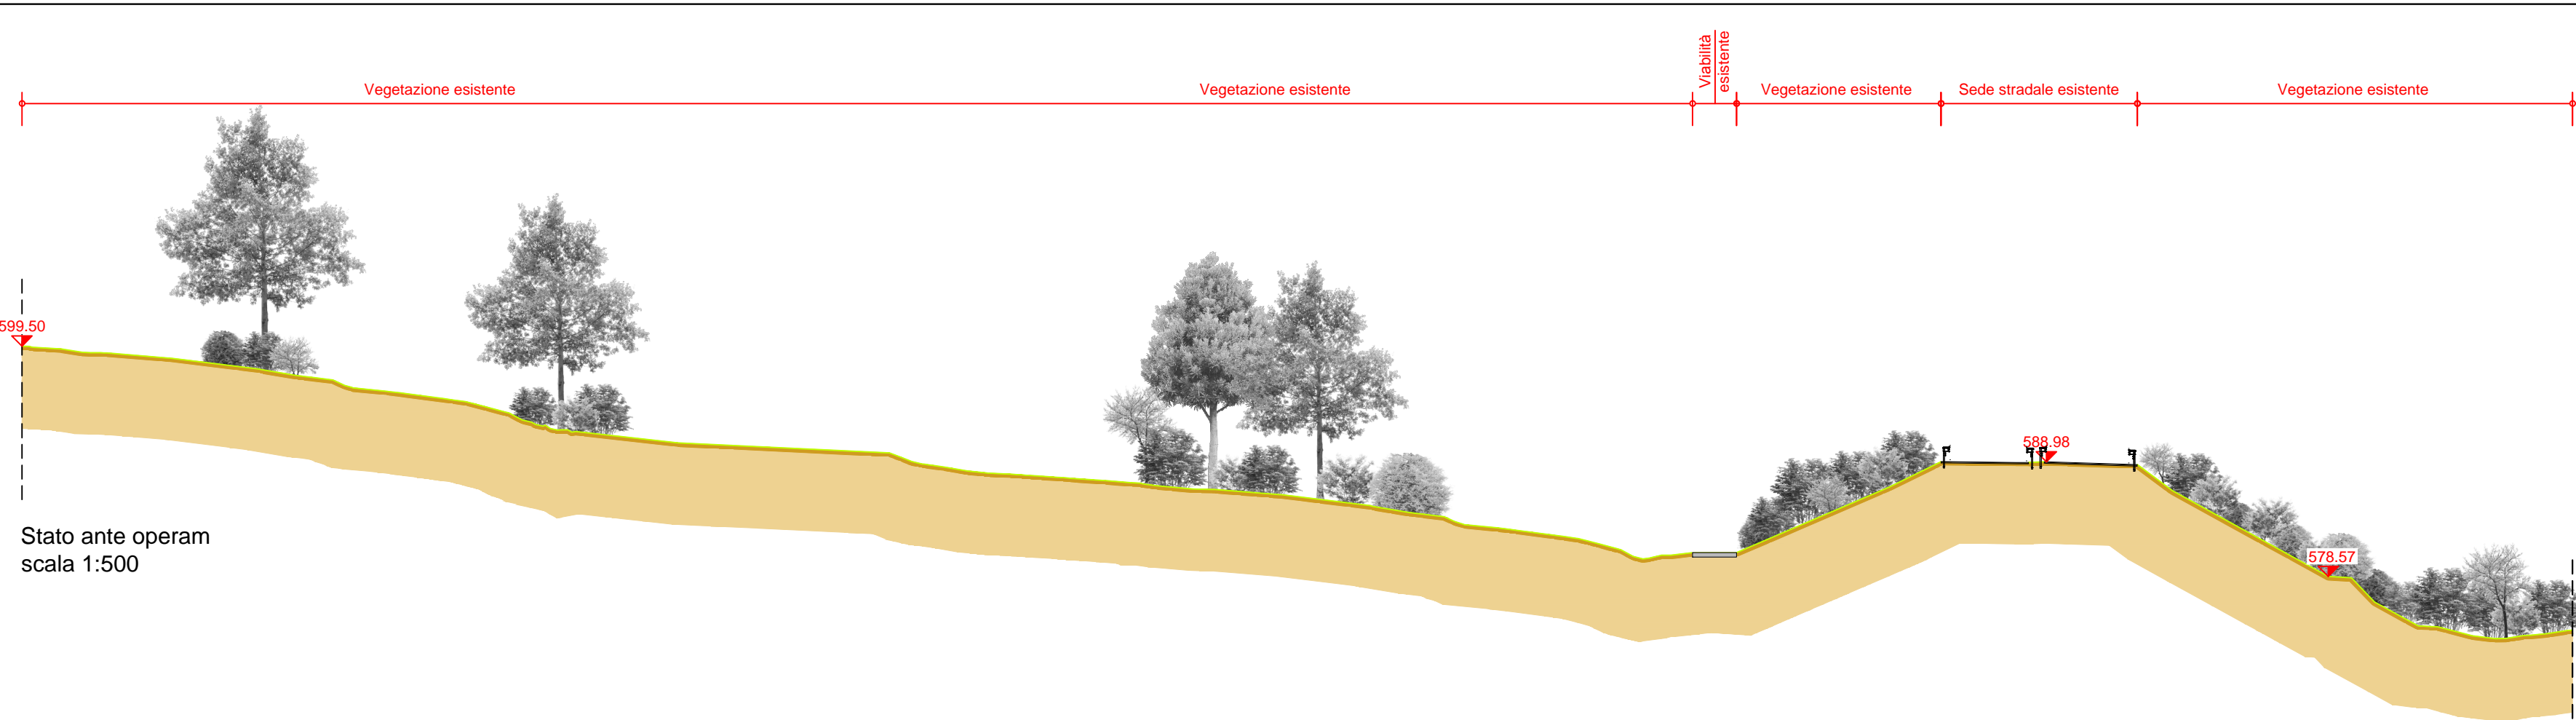 Viabilità
esistente
Vegetazione esistente
Vegetazione esistente
Vegetazione esistente
Sede stradale esistente
Vegetazione esistente
599.50
588.98
578.57
Stato ante operam
scala 1:500